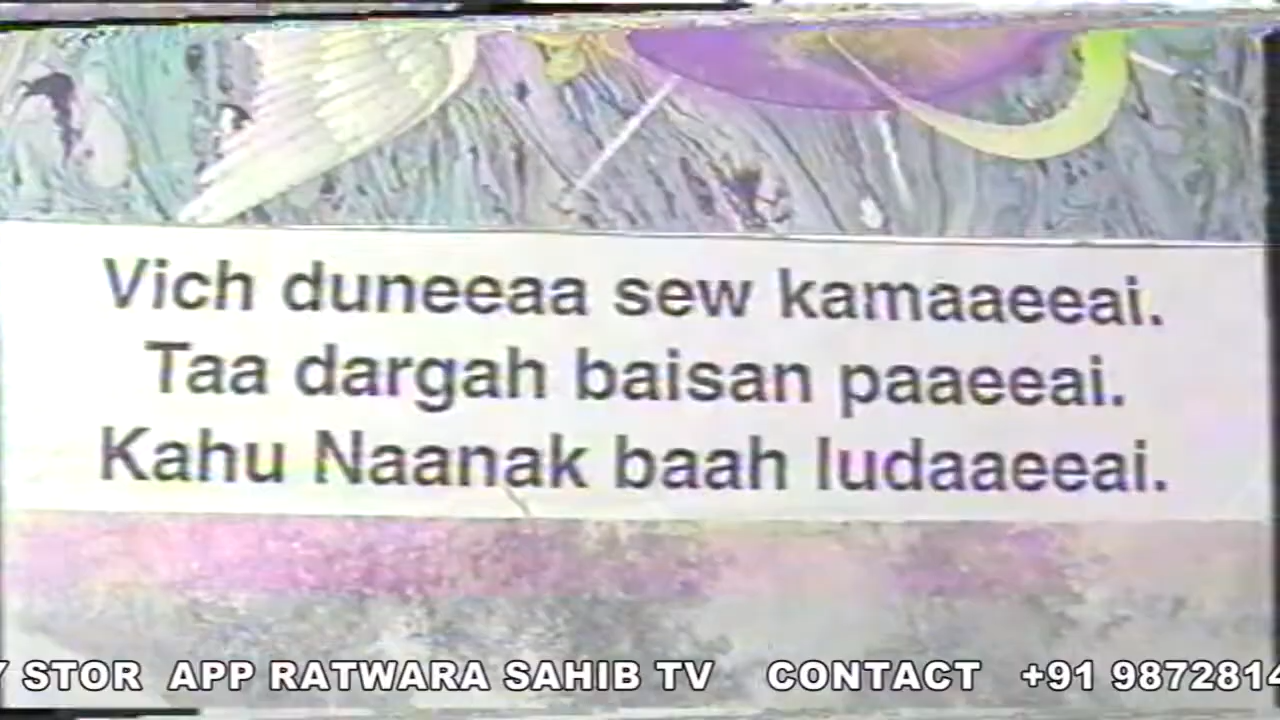 Vich duneeaa sew kamaaeeai.
Taa dargah baisan paaeeai.
Kahu Naanak baah ludaaeeai.
STOR APP RATWARA SAHIB TV CONTACT +91 9872814